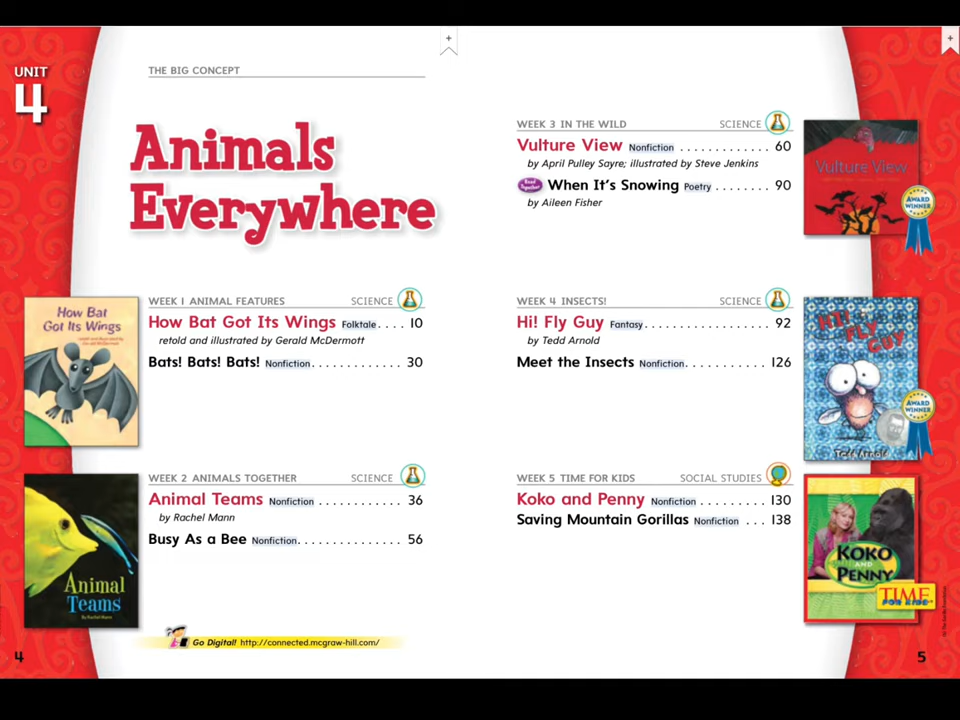 UNIT
4
THE BIG CONCEPT
Animals
Everywhere
WEEK 1 ANIMAL FEATURES SCIENCE
How Bat Got Its Wings Folktale . . . . 10
retold and illustrated by Gerald McDermott
Bats! Bats! Bats! Nonfiction . . . . . . . . . . . . . 30
How Bat
Got Its Wings
WEEK 2 ANIMALS TOGETHER SCIENCE
Animal Teams Nonfiction . . . . . . . . . . . . 36
by Rachel Mann
Busy As a Bee Nonfiction . . . . . . . . . . . . . . . 56
Animal
Teams
By Rachel Mann
Go Digital! http://connected.mcgraw-hill.com/
4
WEEK 3 IN THE WILD SCIENCE
Vulture View Nonfiction . . . . . . . . . . . . . 60
by April Pulley Sayre; illustrated by Steve Jenkins
Read Together
When It's Snowing Poetry . . . . . . . . 90
by Aileen Fisher
Vulture View
AWARD
WINNER
WEEK 4 INSECTS! SCIENCE
Hi! Fly Guy Fantasy . . . . . . . . . . . . . . . . . . 92
by Tedd Arnold
Meet the Insects Nonfiction . . . . . . . . . . . 126
HI!
FLY
GUY
AWARD
WINNER
Tedd Arnold
WEEK 5 TIME FOR KIDS SOCIAL STUDIES
Koko and Penny Nonfiction . . . . . . . . . 130
Saving Mountain Gorillas Nonfiction . . . 138
KOKO
AND
PENNY
TIME
FOR KIDS
5